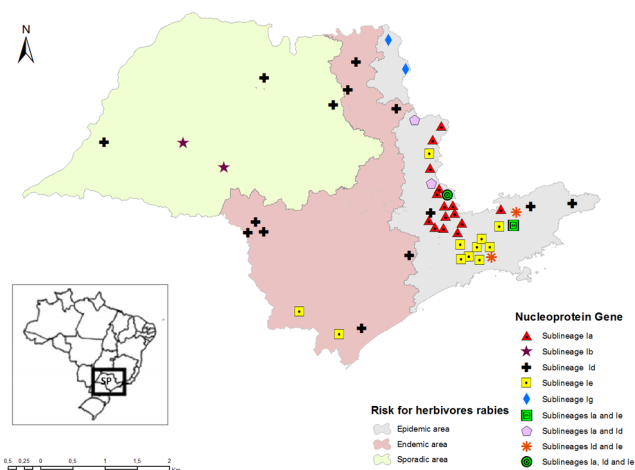 N
Nucleoprotein Gene
Sublineage Ia
Sublineage Ib
Sublineage Id
Sublineage Ie
Sublineage Ig
Sublineages Ia and Ie
Sublineages Ia and Id
Sublineages Id and Ie
Sublineages Ia, Id and Ie
Risk for herbivores rabies
Epidemic area
Endemic area
Sporadic area
SP
0,5 0,25 0 0,5 1 1,5 2
Km